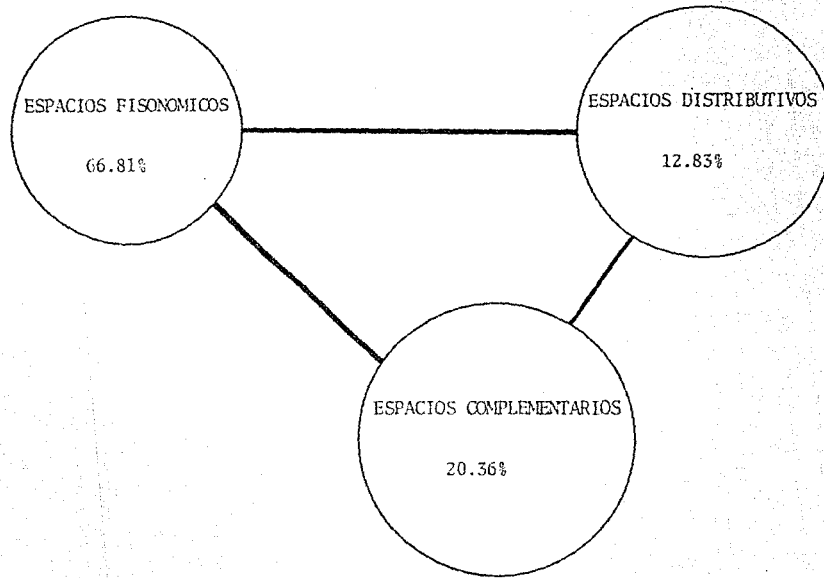 ESPACIOS FISONOMICOS
66.81%
ESPACIOS DISTRIBUTIVOS
12.83%
ESPACIOS COMPLEMENTARIOS
20.36%